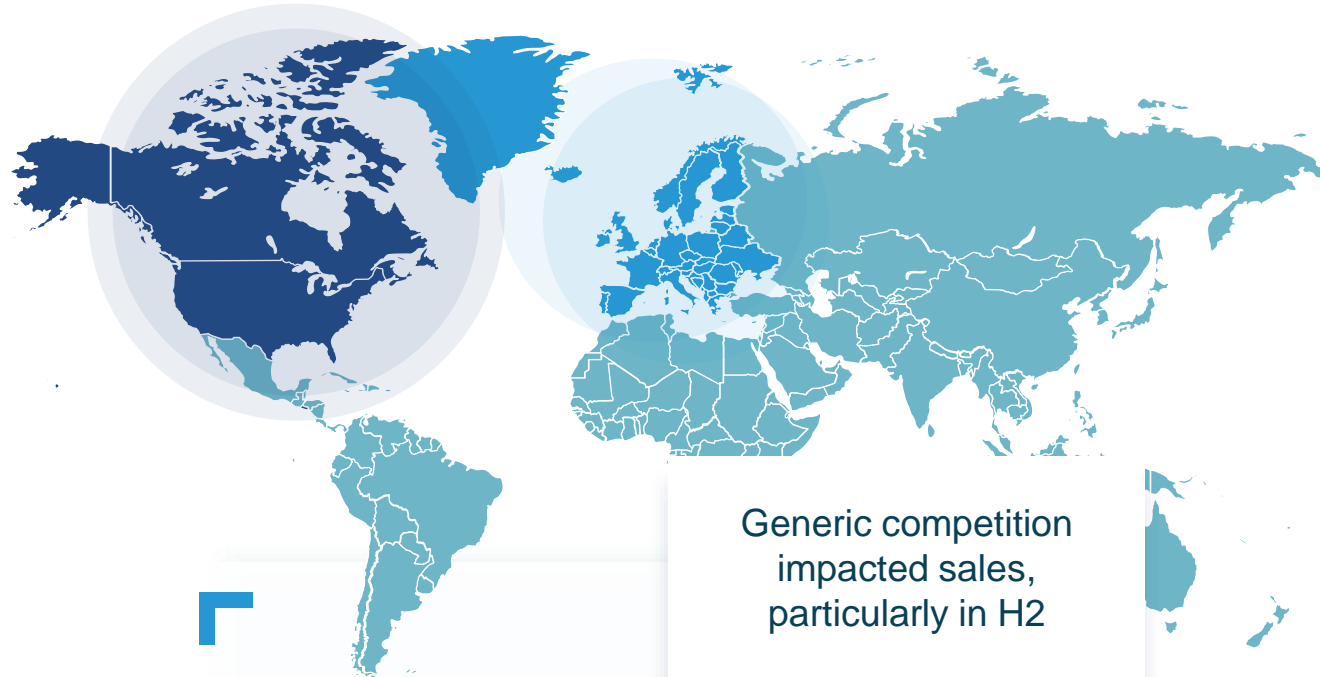 Generic competition
impacted sales,
particularly in H2